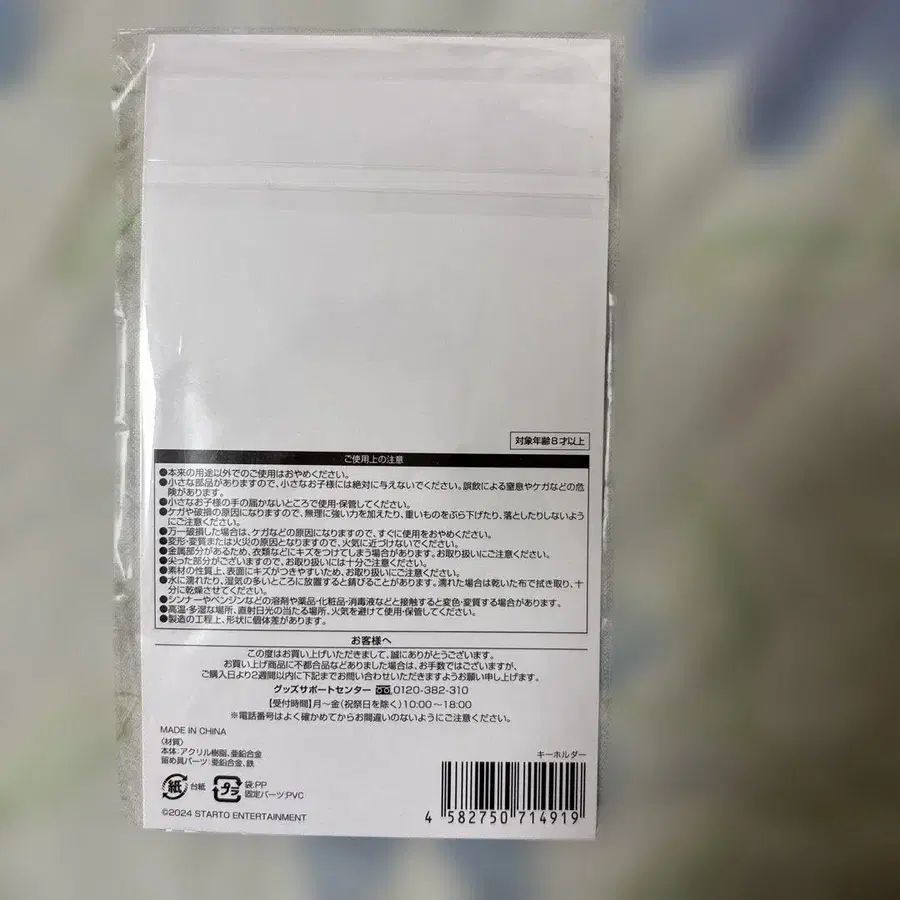 対象年齢8才以上
ご使用上の注意
●本来の用途以外でのご使用はおやめください。
●小さな部品がありますので、小さなお子様には絶対に与えないでください。誤飲による窒息やケガなどの危
険があります。
●小さなお子様の手の届かないところで使用・保管してください。
●ケガや破損の原因になりますので、無理に強い力を加えたり、重いものをぶら下げたり、落としたりしないよう
にご注意ください。
●万一破損した場合は、ケガなどの原因になりますので、すぐに使用をおやめください。
●変形・変質または火災の原因となりますので、火気に近づけないでください。
●金属部分があるため、衣類などにキズをつけてしまう場合があります。お取り扱いにご注意ください。
●尖った部分がございますので、お取り扱いには十分ご注意ください。
●素材の性質上、表面にキズがつきやすいため、お取り扱いにご注意ください。
●水に濡れたり、湿気の多いところに放置すると錆びることがあります。濡れた場合は乾いた布で拭き取り、十
分に乾燥させてください。
●シンナーやベンジンなどの溶剤や薬品・化粧品・消毒液などと接触すると変色・変質する場合があります。
●高温・多湿な場所、直射日光の当たる場所、火気を避けて使用・保管してください。
●製造の工程上、形状に個体差があります。
お客様へ
この度はお買い上げいただきまして、誠にありがとうございます。
お買い上げ商品に不都合品などありました場合は、お手数ではございますが、
ご購入日より2週間以内に下記までお問い合わせいただきますようお願い申し上げます。
グッズサポートセンター 0120-382-310
【受付時間】月～金(祝祭日を除く)10:00～18:00
※電話番号はよく確かめてからお間違いのないようにご注意ください。
MADE IN CHINA
〈材質〉
本体:アクリル樹脂、亜鉛合金
留め具パーツ:亜鉛合金、鉄
キーホルダー
紙 台紙 プラ 袋:PP
固定パーツ:PVC
©2024 STARTO ENTERTAINMENT
4 582750 714919